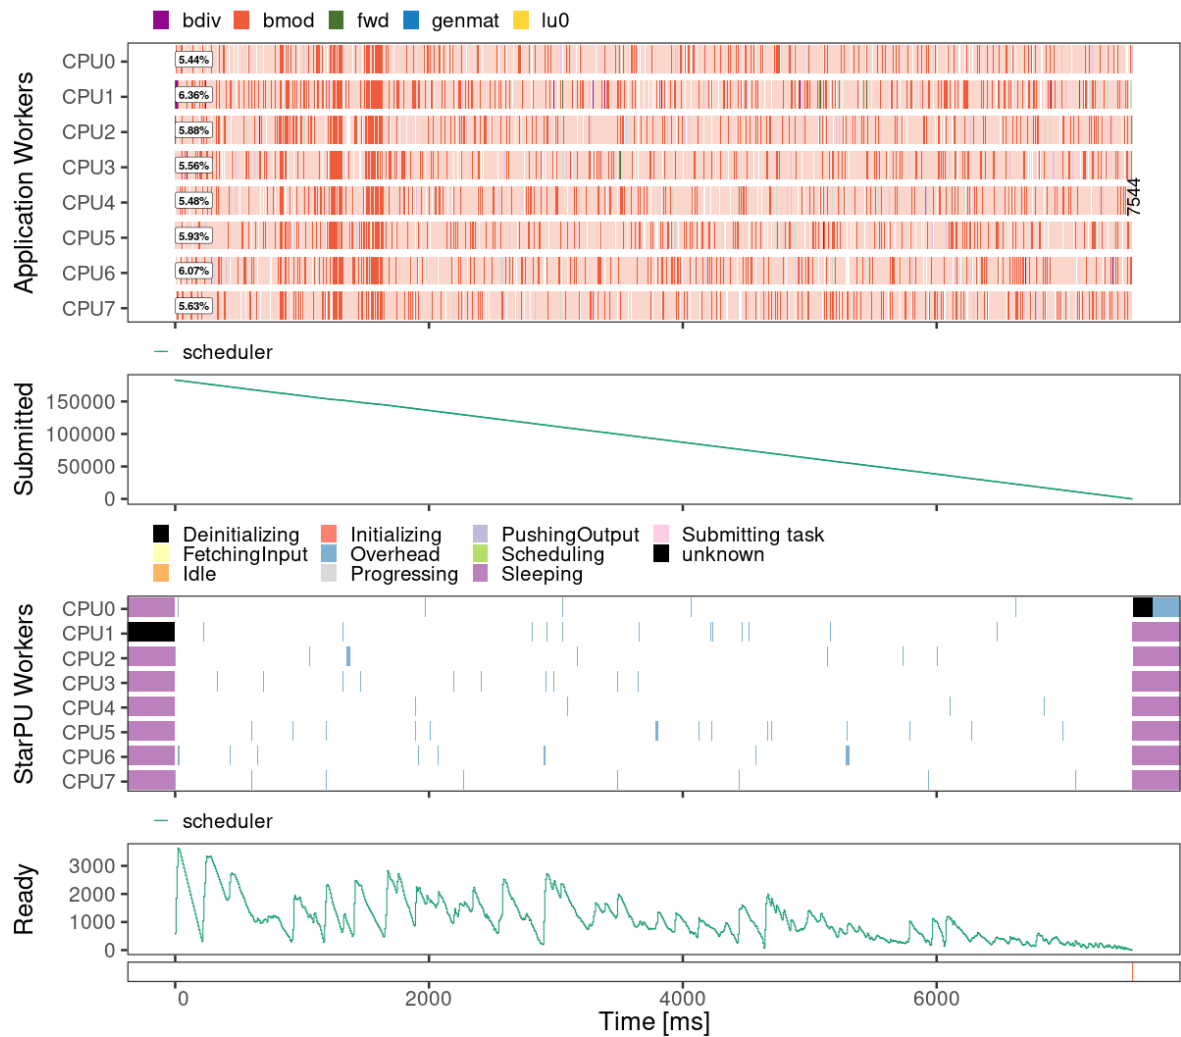 bdiv bmod fwd genmat lu0
Application Workers
CPU0 5.44%
CPU1 6.36%
CPU2 5.88%
CPU3 5.56%
CPU4 5.48%
CPU5 5.93%
CPU6 6.07%
CPU7 5.63%
7544
scheduler
Submitted
150000
100000
50000
0
Deinitializing Initializing PushingOutput Submitting task
FetchingInput Overhead Scheduling unknown
Idle Progressing Sleeping
StarPU Workers
CPU0
CPU1
CPU2
CPU3
CPU4
CPU5
CPU6
CPU7
scheduler
Ready
3000
2000
1000
0
0 2000 4000 6000
Time [ms]